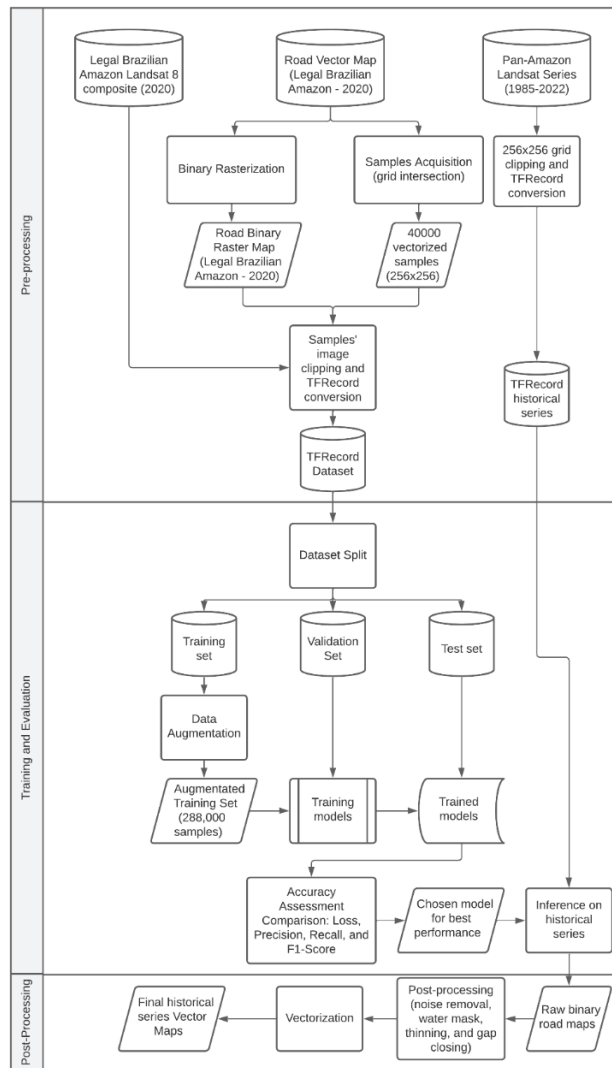 Pre-processing
Legal Brazilian
Amazon Landsat 8
composite (2020)
Road Vector Map
(Legal Brazilian
Amazon - 2020)
Pan-Amazon
Landsat Series
(1985-2022)
Binary Rasterization
Samples Acquisition
(grid intersection)
256x256 grid
clipping and
TFRecord
conversion
Road Binary
Raster Map
(Legal Brazilian
Amazon - 2020)
40000
vectorized
samples
(256x256)
Samples'
image
clipping and
TFRecord
conversion
TFRecord
historical
series
TFRecord
Dataset
Training and Evaluation
Dataset Split
Training
set
Validation
Set
Test set
Data
Augmentation
Augmentated
Training Set
(288,000
samples)
Training
models
Trained
models
Accuracy
Assessment
Comparison: Loss,
Precision, Recall, and
F1-Score
Chosen model
for best
performance
Inference on
historical
series
Post-Processing
Final historical
series Vector
Maps
Vectorization
Post-processing
(noise removal,
water mask,
thinning, and gap
closing)
Raw binary
road maps